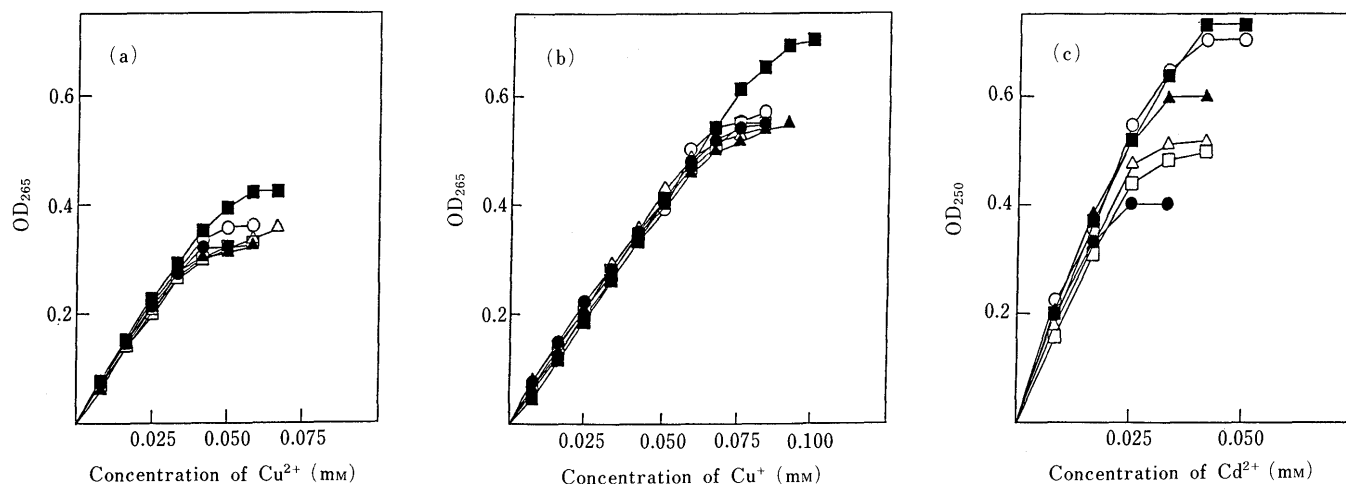 (a)
OD₂₆₅
0.6
0.4
0.2
0.025 0.050 0.075
Concentration of Cu²⁺ (mM)
(b)
OD₂₆₅
0.6
0.4
0.2
0.025 0.050 0.075 0.100
Concentration of Cu⁺ (mM)
(c)
OD₂₅₀
0.6
0.4
0.2
0.025 0.050
Concentration of Cd²⁺ (mM)